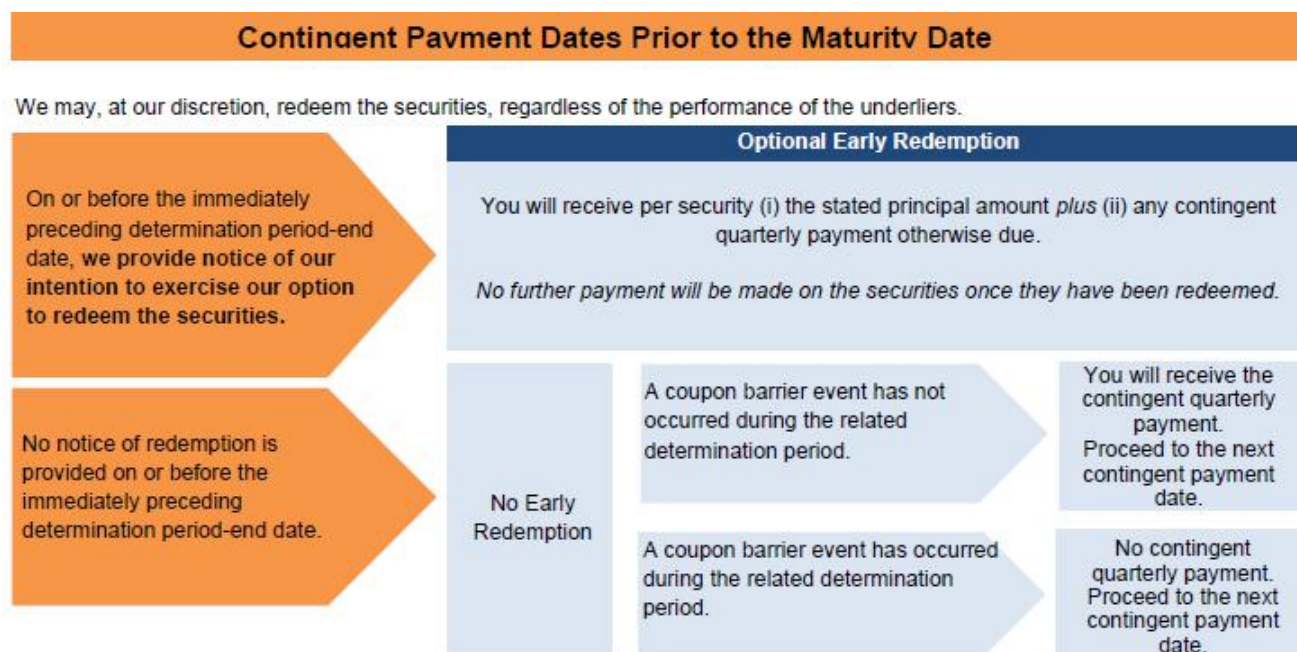 Contingent Payment Dates Prior to the Maturity Date
We may, at our discretion, redeem the securities, regardless of the performance of the underliers.
On or before the immediately
preceding determination period-end
date, we provide notice of our
intention to exercise our option
to redeem the securities.
Optional Early Redemption
You will receive per security (i) the stated principal amount plus (ii) any contingent
quarterly payment otherwise due.
No further payment will be made on the securities once they have been redeemed.
No notice of redemption is
provided on or before the
immediately preceding
determination period-end date.
No Early
Redemption
A coupon barrier event has not
occurred during the related
determination period.
You will receive the
contingent quarterly
payment.
Proceed to the next
contingent payment
date.
A coupon barrier event has occurred
during the related determination
period.
No contingent
quarterly payment.
Proceed to the next
contingent payment
date.